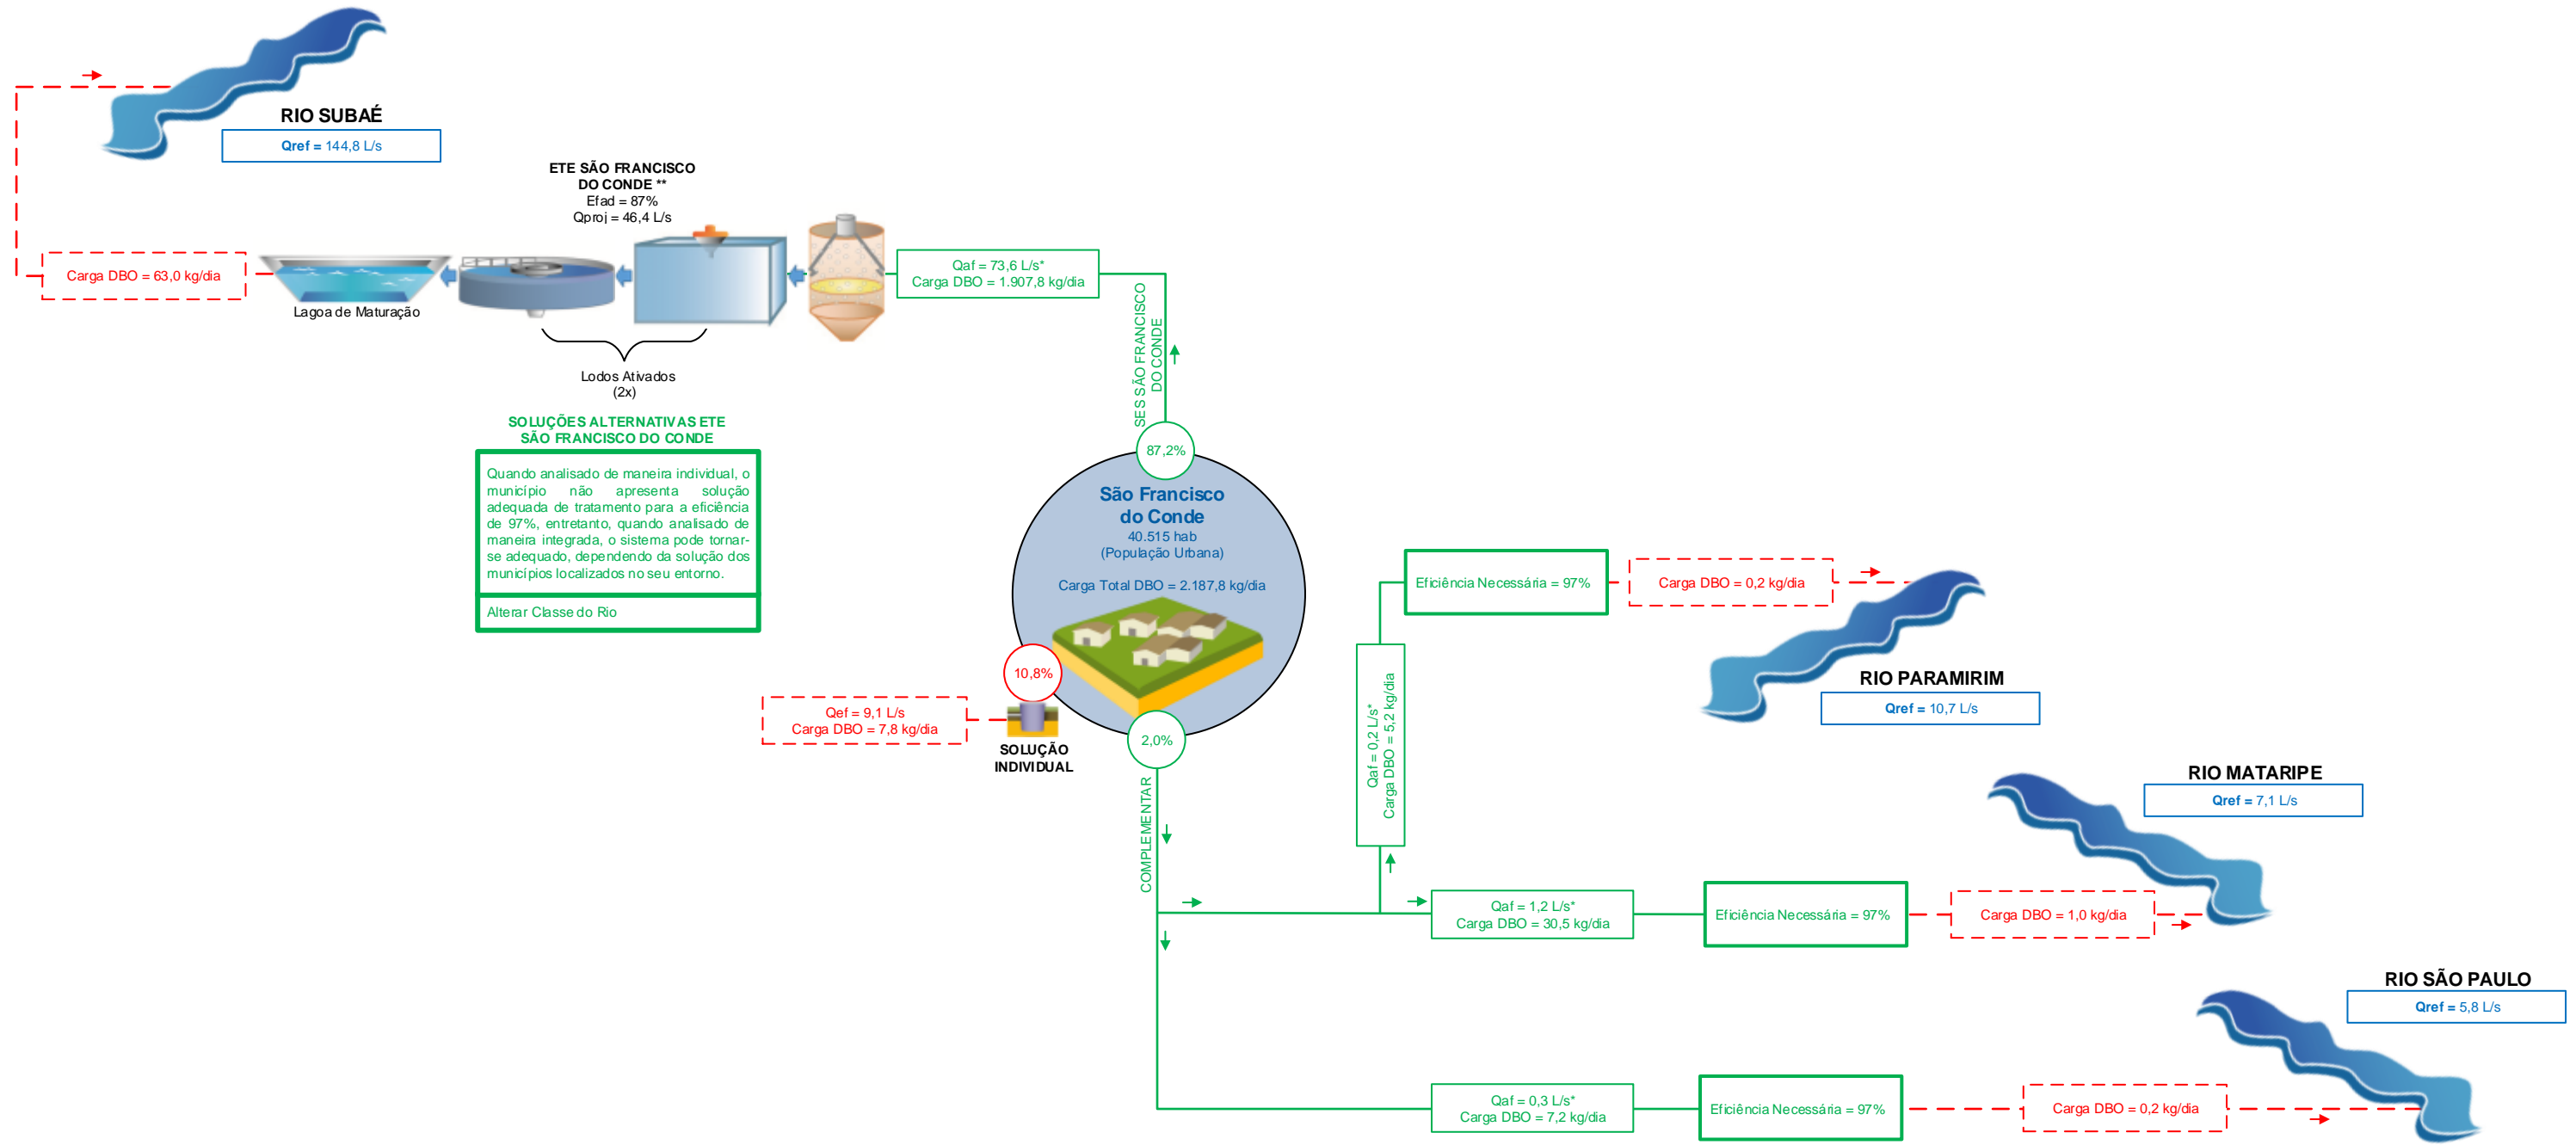 RIO SUBAÉ
Qref = 144,8 L/s
ETE SÃO FRANCISCO
DO CONDE **
Efad = 87%
Qproj = 46,4 L/s
Carga DBO = 63,0 kg/dia
Lagoa de Maturação
Lodos Ativados
(2x)
Qaf = 73,6 L/s*
Carga DBO = 1.907,8 kg/dia
SES SÃO FRANCISCO
DO CONDE
SOLUÇÕES ALTERNATIVAS ETE
SÃO FRANCISCO DO CONDE
Quando analisado de maneira individual, o
município não apresenta solução
adequada de tratamento para a eficiência
de 97%, entretanto, quando analisado de
maneira integrada, o sistema pode tornar-
se adequado, dependendo da solução dos
municípios localizados no seu entorno.
Alterar Classe do Rio
87,2%
São Francisco
do Conde
40.515 hab
(População Urbana)
Carga Total DBO = 2.187,8 kg/dia
10,8%
Qef = 9,1 L/s
Carga DBO = 7,8 kg/dia
SOLUÇÃO
INDIVIDUAL
2,0%
COMPLEMENTAR
Qaf = 0,2 L/s*
Carga DBO = 5,2 kg/dia
Eficiência Necessária = 97%
Carga DBO = 0,2 kg/dia
RIO PARAMIRIM
Qref = 10,7 L/s
RIO MATARIPE
Qref = 7,1 L/s
Qaf = 1,2 L/s*
Carga DBO = 30,5 kg/dia
Eficiência Necessária = 97%
Carga DBO = 1,0 kg/dia
RIO SÃO PAULO
Qref = 5,8 L/s
Qaf = 0,3 L/s*
Carga DBO = 7,2 kg/dia
Eficiência Necessária = 97%
Carga DBO = 0,2 kg/dia